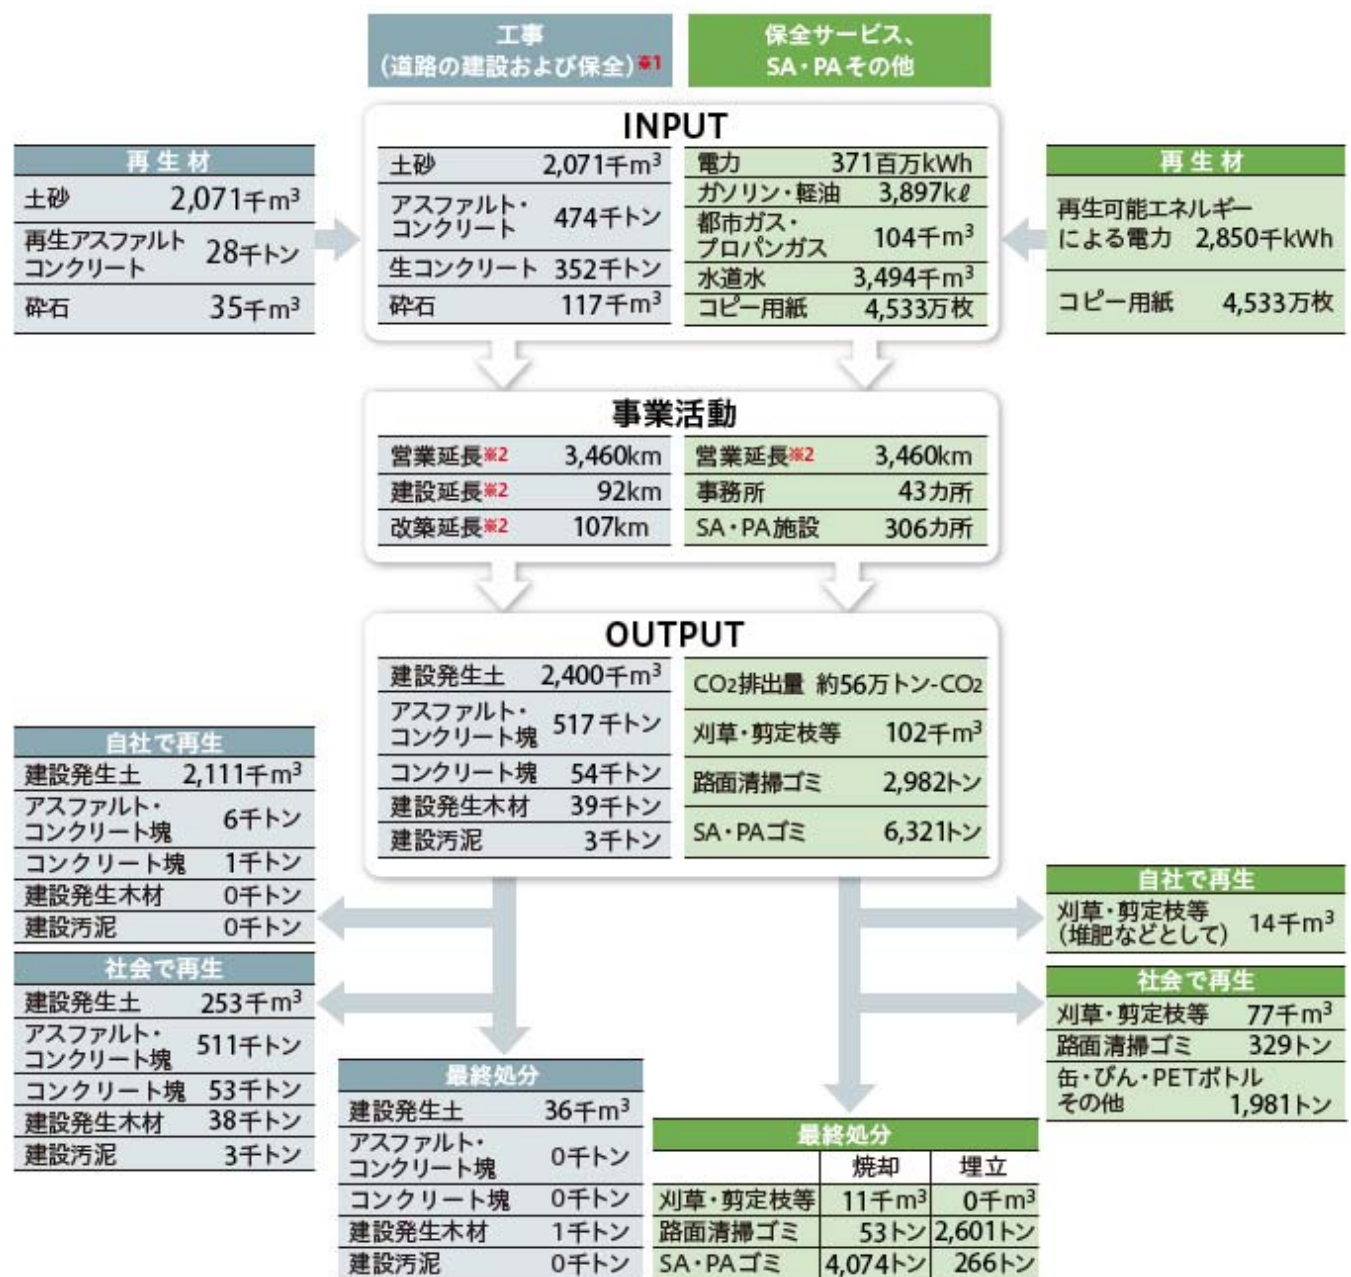 工事
(道路の建設および保全)※1
保全サービス、
SA・PAその他
INPUT
土砂 2,071千m³
アスファルト・
コンクリート 474千トン
生コンクリート 352千トン
砕石 117千m³
電力 371百万kWh
ガソリン・軽油 3,897kℓ
都市ガス・
プロパンガス 104千m³
水道水 3,494千m³
コピー用紙 4,533万枚
再生材
土砂 2,071千m³
再生アスファルト
コンクリート 28千トン
砕石 35千m³
再生材
再生可能エネルギー
による電力 2,850千kWh
コピー用紙 4,533万枚
事業活動
営業延長※2 3,460km
建設延長※2 92km
改築延長※2 107km
営業延長※2 3,460km
事務所 43カ所
SA・PA施設 306カ所
OUTPUT
建設発生土 2,400千m³
アスファルト・
コンクリート塊 517千トン
コンクリート塊 54千トン
建設発生木材 39千トン
建設汚泥 3千トン
CO2排出量 約56万トン-CO2
刈草・剪定枝等 102千m³
路面清掃ゴミ 2,982トン
SA・PAゴミ 6,321トン
自社で再生
建設発生土 2,111千m³
アスファルト・
コンクリート塊 6千トン
コンクリート塊 1千トン
建設発生木材 0千トン
建設汚泥 0千トン
社会で再生
建設発生土 253千m³
アスファルト・
コンクリート塊 511千トン
コンクリート塊 53千トン
建設発生木材 38千トン
建設汚泥 3千トン
最終処分
建設発生土 36千m³
アスファルト・
コンクリート塊 0千トン
コンクリート塊 0千トン
建設発生木材 1千トン
建設汚泥 0千トン
自社で再生
刈草・剪定枝等
(堆肥などとして) 14千m³
社会で再生
刈草・剪定枝等 77千m³
路面清掃ゴミ 329トン
缶・びん・PETボトル
その他 1,981トン
最終処分
焼却 埋立
刈草・剪定枝等 11千m³ 0千m³
路面清掃ゴミ 53トン 2,601トン
SA・PAゴミ 4,074トン 266トン